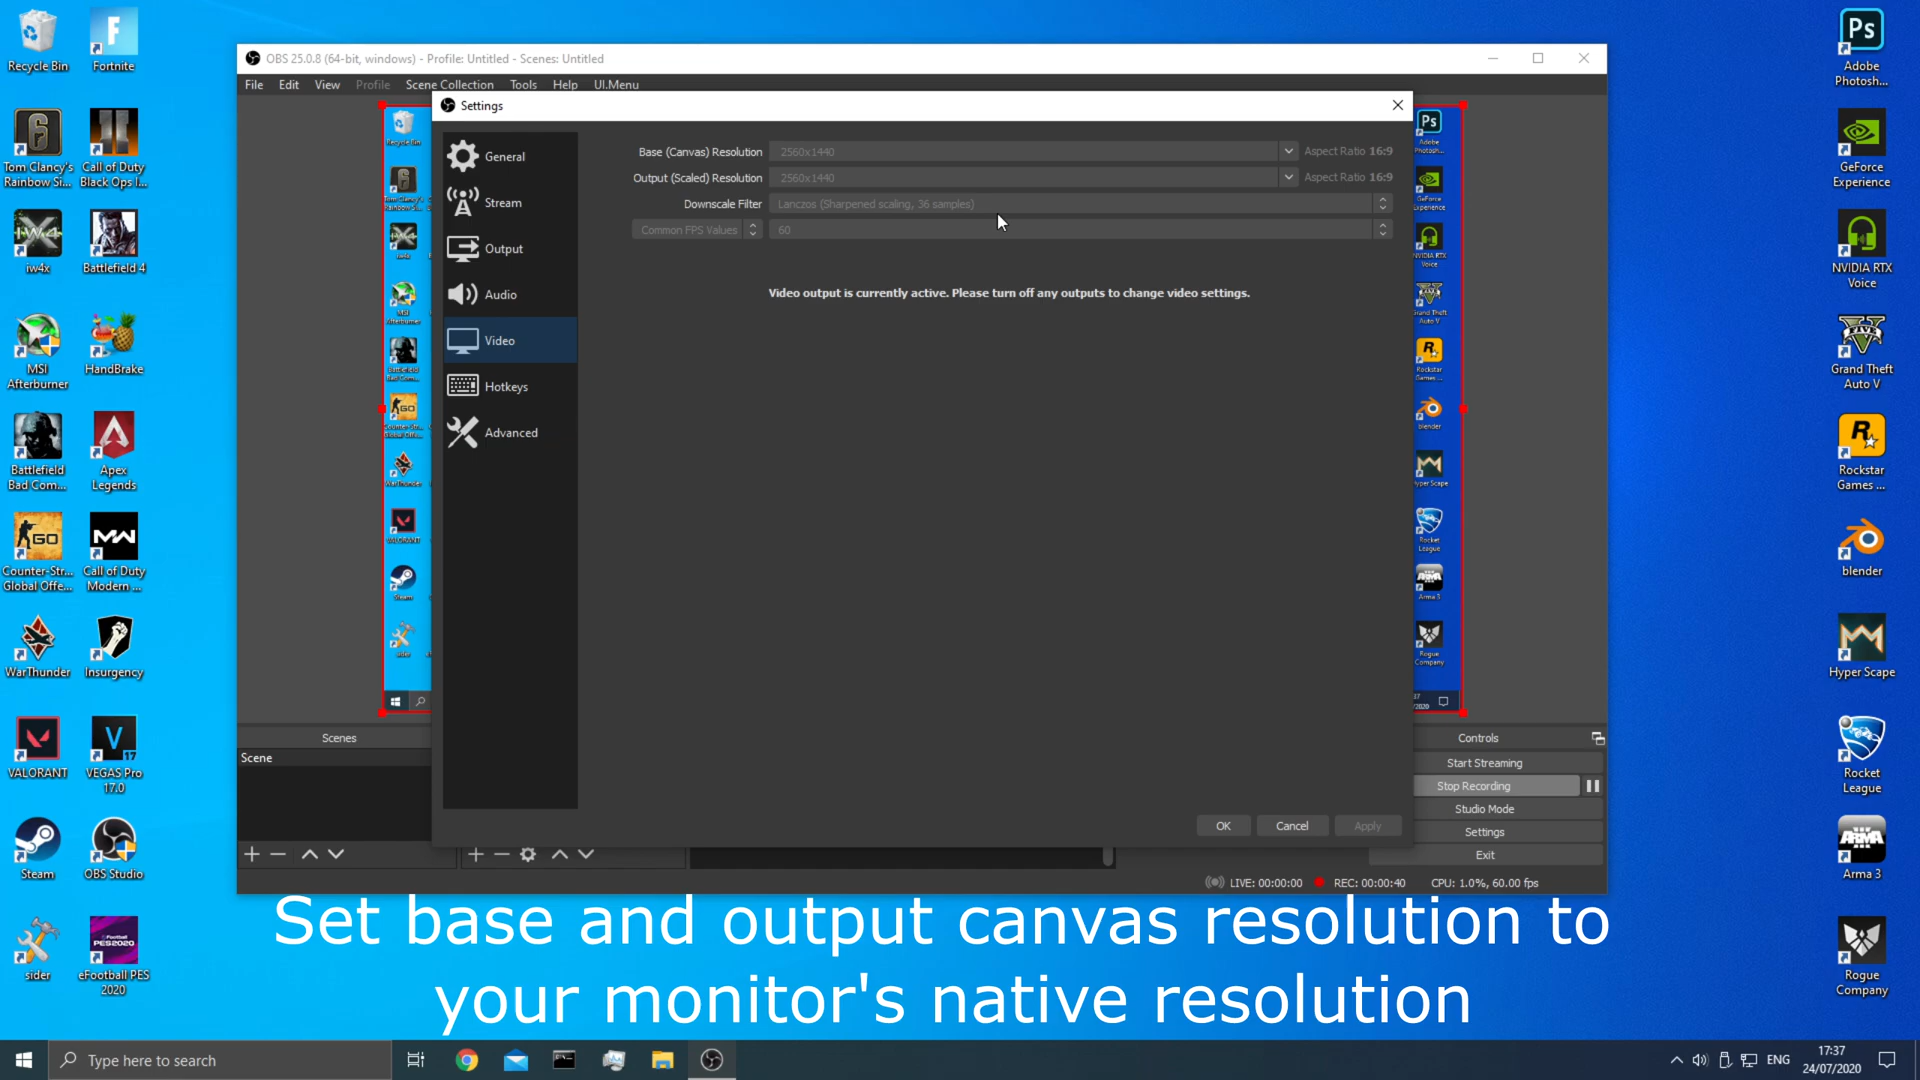 OBS 25.0.8 (64-bit, windows) - Profile: Untitled - Scenes: Untitled
File Edit View Profile Scene Collection Tools Help UI.Menu
Settings
General
Stream
Output
Audio
Video
Hotkeys
Advanced
Base (Canvas) Resolution 2560x1440 Aspect Ratio 16:9
Output (Scaled) Resolution 2560x1440 Aspect Ratio 16:9
Downscale Filter Lanczos (Sharpened scaling, 36 samples)
Common FPS Values 60
Video output is currently active. Please turn off any outputs to change video settings.
OK Cancel Apply
Scenes
Scene
Controls
Start Streaming
Stop Recording
Studio Mode
Settings
Exit
LIVE: 00:00:00 REC: 00:00:40 CPU: 1.0%, 60.00 fps
Recycle Bin
Fortnite
Tom Clancy's
Rainbow Si...
Call of Duty
Black Ops I...
iw4x
Battlefield 4
MSI
Afterburner
HandBrake
Battlefield
Bad Com...
Apex
Legends
Counter-Str...
Global Offe...
Call of Duty
Modern ...
WarThunder
Insurgency
VALORANT
VEGAS Pro
17.0
Steam
OBS Studio
sider
eFootball PES
2020
Adobe
Photosh...
GeForce
Experience
NVIDIA RTX
Voice
Grand Theft
Auto V
Rockstar
Games ...
blender
Hyper Scape
Rocket
League
Arma 3
Rogue
Company
Set base and output canvas resolution to
your monitor's native resolution
Type here to search
ENG
17:37
24/07/2020